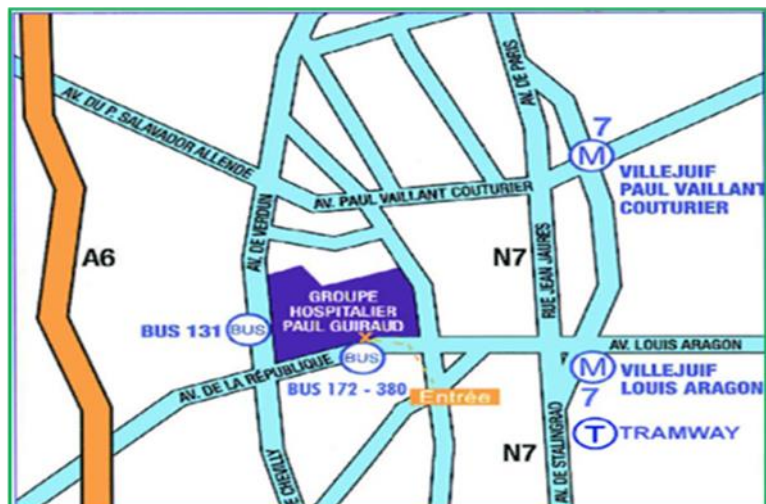 AV. DE PARIS
AV. DU P. SALAVADOR ALLENDE
7
M
VILLEJUIF
PAUL VAILLANT
COUTURIER
AV. PAUL VAILLANT COUTURIER
AV. DE VERDUN
A6
N7
RUE JEAN JAURES
GROUPE
HOSPITALIER
PAUL GUIRAUD
BUS 131
BUS
AV. LOUIS ARAGON
BUS
AV. DE LA RÉPUBLIQUE
BUS 172 - 380
M
VILLEJUIF
LOUIS ARAGON
7
Entrée
T
TRAMWAY
AV. DE STALINGRAD
N7
E CHEVILLY